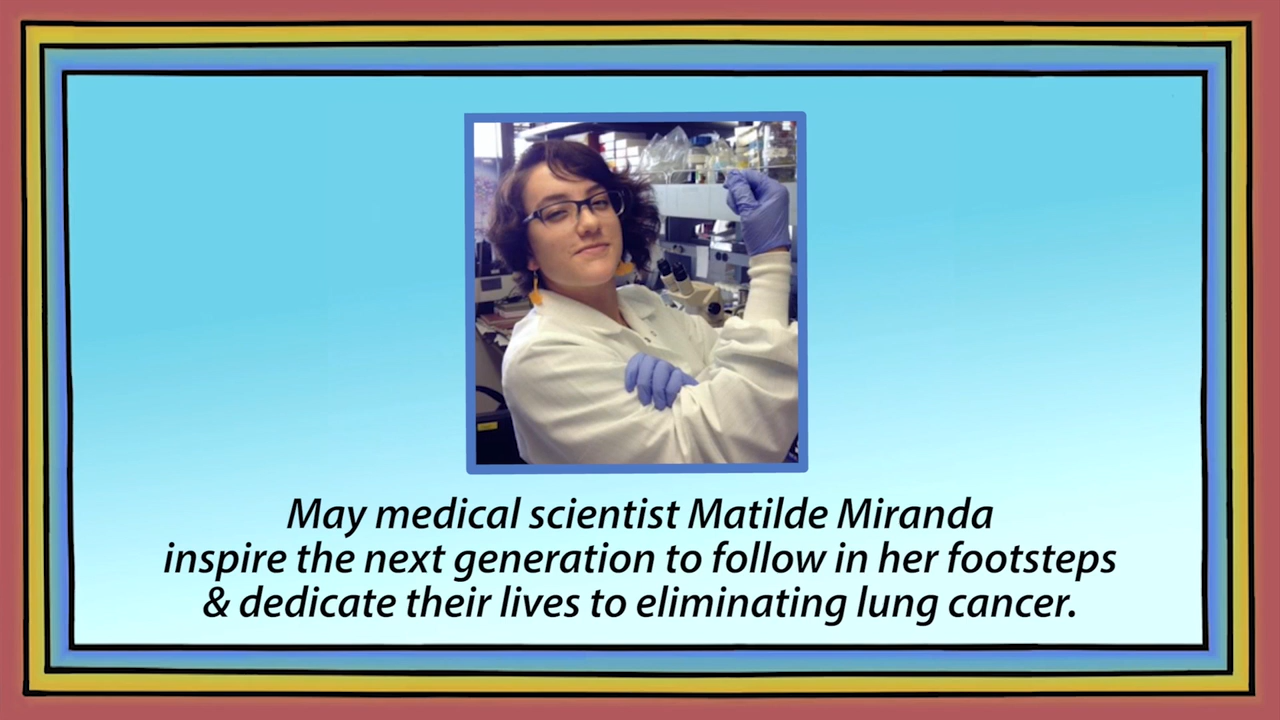 May medical scientist Matilde Miranda
inspire the next generation to follow in her footsteps
& dedicate their lives to eliminating lung cancer.